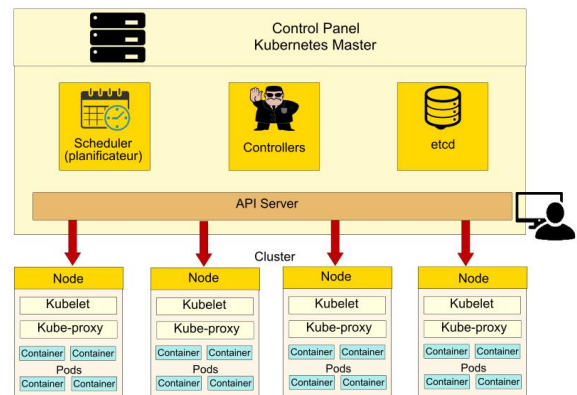 Control Panel
Kubernetes Master
Scheduler
(planificateur)
Controllers
etcd
API Server
Cluster
Node
Node
Node
Node
Kubelet
Kubelet
Kubelet
Kubelet
Kube-proxy
Kube-proxy
Kube-proxy
Kube-proxy
Container Container
Container Container
Container Container
Container Container
Pods
Pods
Pods
Pods
Container Container
Container Container
Container Container
Container Container